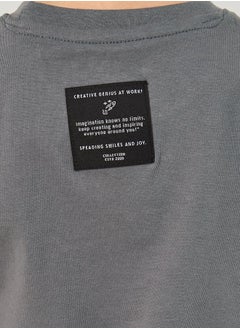 CREATIVE GENIUS AT WORK!
imagination knows no limits,
keep creating and inspiring
everyone around you!"
SPEADING SMILES AND JOY.
COLLECTION
ESTD 2000